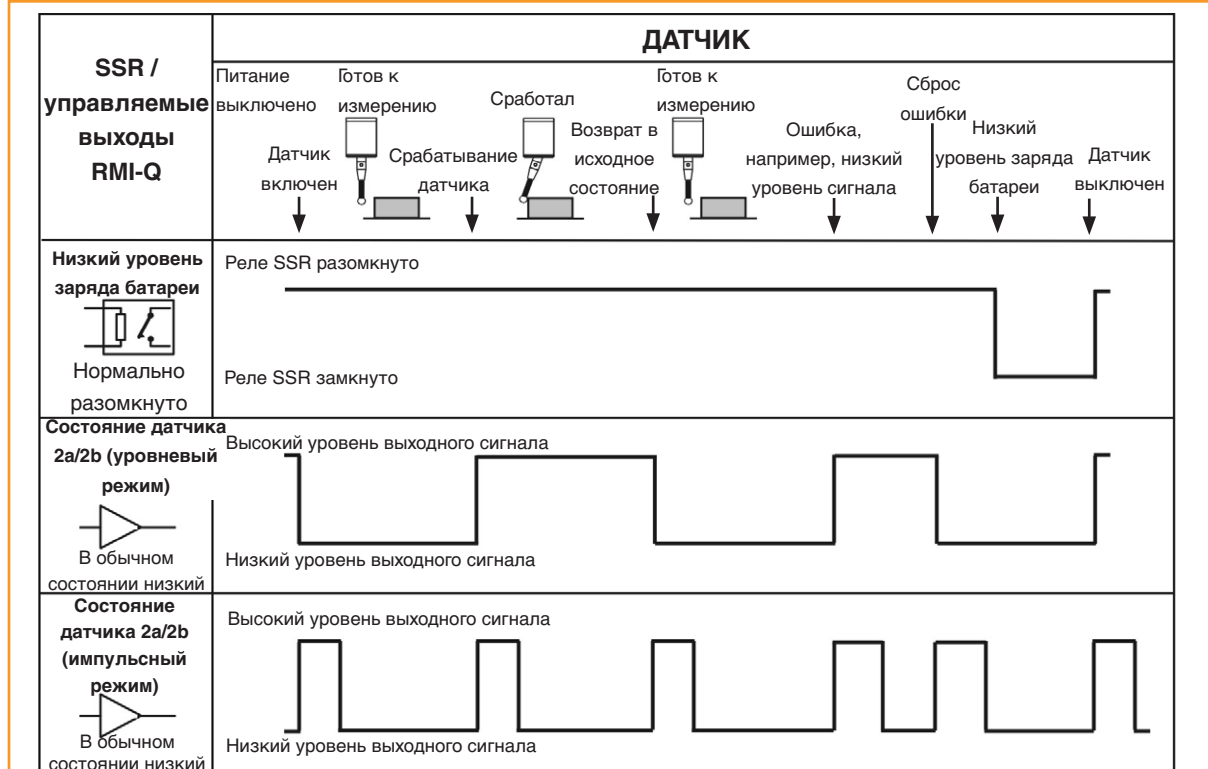 SSR /
управляемые
выходы
RMI-Q
ДАТЧИК
Питание
выключено
Датчик
включен
Готов к
измерению
Срабатывание
датчика
Сработал
Возврат в
исходное
состояние
Готов к
измерению
Ошибка,
например, низкий
уровень сигнала
Сброс
ошибки
Низкий
уровень заряда
батареи
Датчик
выключен
Низкий уровень
заряда батареи
Нормально
разомкнуто
Реле SSR разомкнуто
Реле SSR замкнуто
Состояние датчика
2a/2b (уровневый
режим)
В обычном
состоянии низкий
Высокий уровень выходного сигнала
Низкий уровень выходного сигнала
Состояние
датчика 2a/2b
(импульсный
режим)
В обычном
состоянии низкий
Высокий уровень выходного сигнала
Низкий уровень выходного сигнала